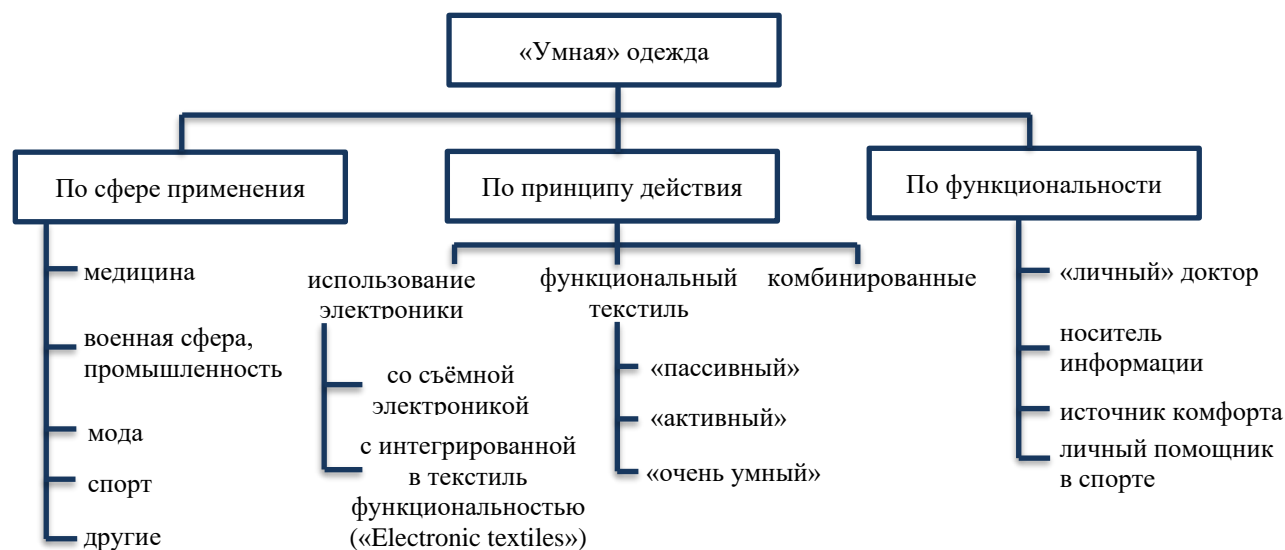 «Умная» одежда
По сфере применения
медицина
военная сфера,
промышленность
мода
спорт
другие
По принципу действия
использование
электроники
со съёмной
электроникой
с интегрированной
в текстиль
функциональностью
(«Electronic textiles»)
функциональный
текстиль
«пассивный»
«активный»
«очень умный»
комбинированные
По функциональности
«личный» доктор
носитель
информации
источник комфорта
личный помощник
в спорте